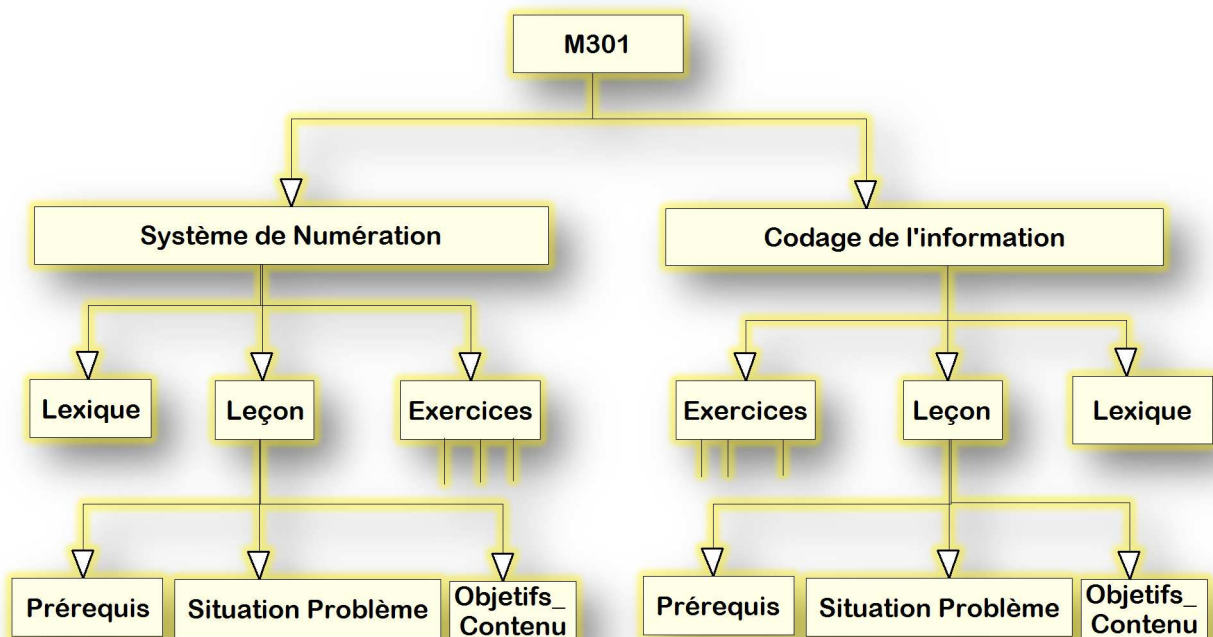 M301
Système de Numération
Codage de l'information
Lexique
Leçon
Exercices
Exercices
Leçon
Lexique
Prérequis
Situation Problème
Objetifs_
Contenu
Prérequis
Situation Problème
Objetifs_
Contenu